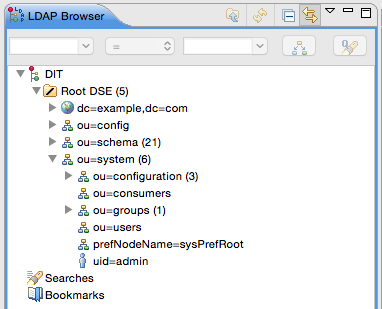 LDAP Browser
=
DIT
Root DSE (5)
dc=example,dc=com
ou=config
ou=schema (21)
ou=system (6)
ou=configuration (3)
ou=consumers
ou=groups (1)
ou=users
prefNodeName=sysPrefRoot
uid=admin
Searches
Bookmarks